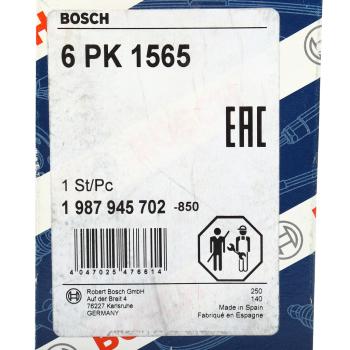 BOSCH
6 PK 1565
EAC
1 St/Pc
1 987 945 702 -850
4 047025 476614
Robert Bosch GmbH
Auf der Breit 4
76227 Karlsruhe
GERMANY
250
140
Made in Spain
Fabriqué en Espagne